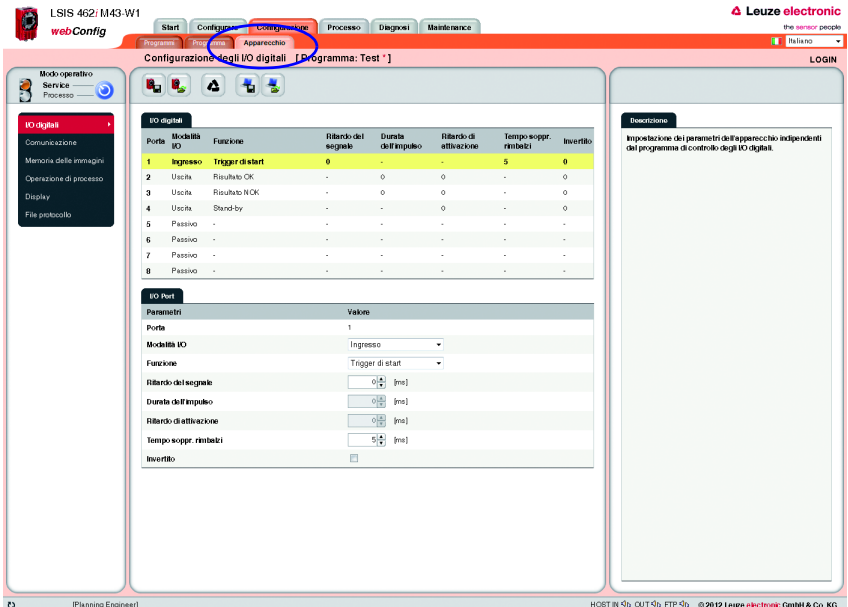 LSIS 462i M43-W1
webConfig
Leuze electronic
the sensor people
Start Configurare Configurazione Processo Diagnosi Maintenance
Programmi Programma Apparecchio
Italiano
Configurazione degli I/O digitali [Programma: Test *]
LOGIN
Modo operativo
Service
Processo
I/O digitali
Comunicazione
Memoria delle immagini
Operazione di processo
Display
File protocollo
I/O digitali
Porta Modalità I/O Funzione Ritardo del segnale Durata dell'impulso Ritardo di attivazione Tempo soppr. rimbalzi Invertito
1 Ingresso Trigger di start 0 - - 5 0
2 Uscita Risultato OK - 0 0 - 0
3 Uscita Risultato NOK - 0 0 - 0
4 Uscita Stand-by - - 0 - 0
5 Passivo - - - - - -
6 Passivo - - - - - -
7 Passivo - - - - - -
8 Passivo - - - - - -
I/O Port
Parametri Valore
Porta 1
Modalità I/O Ingresso
Funzione Trigger di start
Ritardo del segnale 0 [ms]
Durata dell'impulso 0 [ms]
Ritardo di attivazione 0 [ms]
Tempo soppr. rimbalzi 5 [ms]
Invertito
Descrizione
Impostazione dei parametri dell'apparecchio indipendenti
dal programma di controllo degli I/O digitali.
[Planning Engineer]
HOST IN OUT FTP © 2012 Leuze electronic GmbH & Co. KG